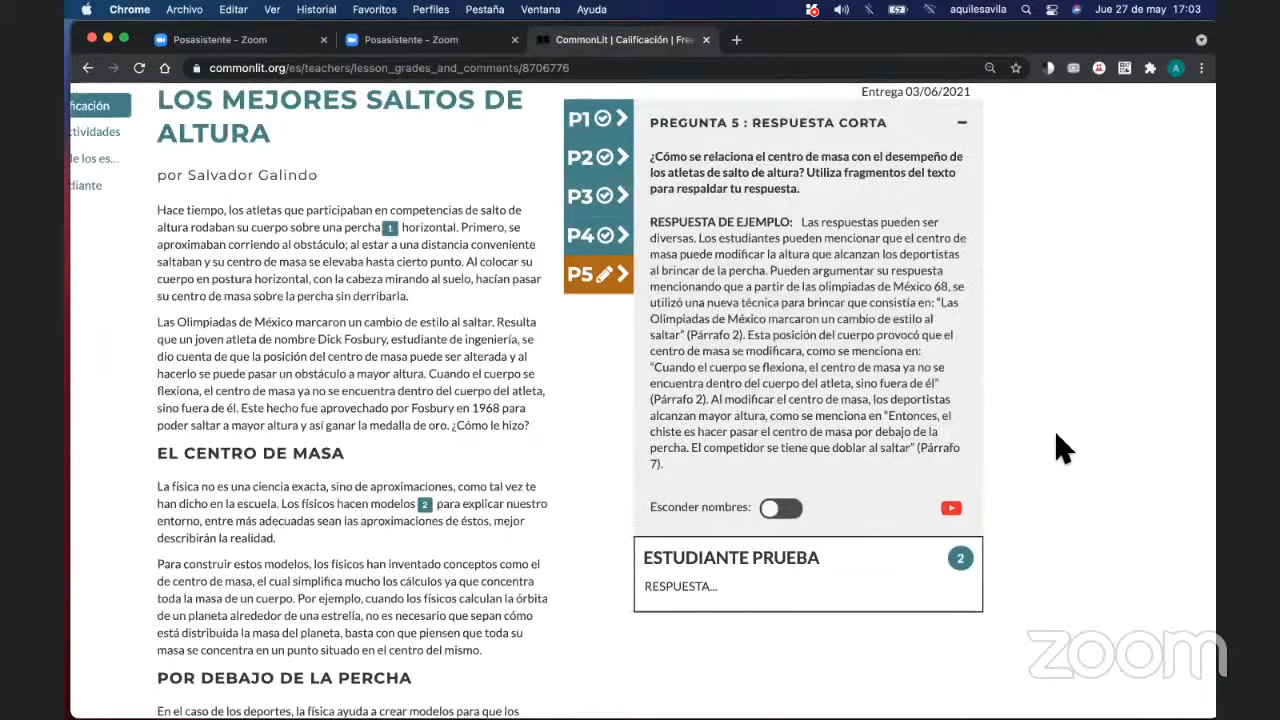 Chrome Archivo Editar Ver Historial Favoritos Perfiles Pestaña Ventana Ayuda aquilesavila Jue 27 de may 17:03
Posasistente - Zoom
Posasistente - Zoom
CommonLit | Calificación | Free
commonlit.org/es/teachers/lesson_grades_and_comments/8706776
ficación
ctividades
de los es...
diante
LOS MEJORES SALTOS DE
ALTURA
por Salvador Galindo
Hace tiempo, los atletas que participaban en competencias de salto de
altura rodaban su cuerpo sobre una percha 1 horizontal. Primero, se
aproximaban corriendo al obstáculo; al estar a una distancia conveniente
saltaban y su centro de masa se elevaba hasta cierto punto. Al colocar su
cuerpo en postura horizontal, con la cabeza mirando al suelo, hacían pasar
su centro de masa sobre la percha sin derribarla.
Las Olimpiadas de México marcaron un cambio de estilo al saltar. Resulta
que un joven atleta de nombre Dick Fosbury, estudiante de ingeniería, se
dio cuenta de que la posición del centro de masa puede ser alterada y al
hacerlo se puede pasar un obstáculo a mayor altura. Cuando el cuerpo se
flexiona, el centro de masa ya no se encuentra dentro del cuerpo del atleta,
sino fuera de él. Este hecho fue aprovechado por Fosbury en 1968 para
poder saltar a mayor altura y así ganar la medalla de oro. ¿Cómo le hizo?
EL CENTRO DE MASA
La física no es una ciencia exacta, sino de aproximaciones, como tal vez te
han dicho en la escuela. Los físicos hacen modelos 2 para explicar nuestro
entorno, entre más adecuadas sean las aproximaciones de éstos, mejor
describirán la realidad.
Para construir estos modelos, los físicos han inventado conceptos como el
de centro de masa, el cual simplifica mucho los cálculos ya que concentra
toda la masa de un cuerpo. Por ejemplo, cuando los físicos calculan la órbita
de un planeta alrededor de una estrella, no es necesario que sepan cómo
está distribuida la masa del planeta, basta con que piensen que toda su
masa se concentra en un punto situado en el centro del mismo.
POR DEBAJO DE LA PERCHA
En el caso de los deportes, la física ayuda a crear modelos para que los
P1
P2
P3
P4
P5
Entrega 03/06/2021
PREGUNTA 5 : RESPUESTA CORTA
¿Cómo se relaciona el centro de masa con el desempeño de
los atletas de salto de altura? Utiliza fragmentos del texto
para respaldar tu respuesta.
RESPUESTA DE EJEMPLO: Las respuestas pueden ser
diversas. Los estudiantes pueden mencionar que el centro de
masa puede modificar la altura que alcanzan los deportistas
al brincar de la percha. Pueden argumentar su respuesta
mencionando que a partir de las olimpiadas de México 68, se
utilizó una nueva técnica para brincar que consistía en: “Las
Olimpiadas de México marcaron un cambio de estilo al
saltar” (Párrafo 2). Esta posición del cuerpo provocó que el
centro de masa se modificara, como se menciona en:
“Cuando el cuerpo se flexiona, el centro de masa ya no se
encuentra dentro del cuerpo del atleta, sino fuera de él”
(Párrafo 2). Al modificar el centro de masa, los deportistas
alcanzan mayor altura, como se menciona en “Entonces, el
chiste es hacer pasar el centro de masa por debajo de la
percha. El competidor se tiene que doblar al saltar” (Párrafo
7).
Esconder nombres:
ESTUDIANTE PRUEBA 2
RESPUESTA...
zoom